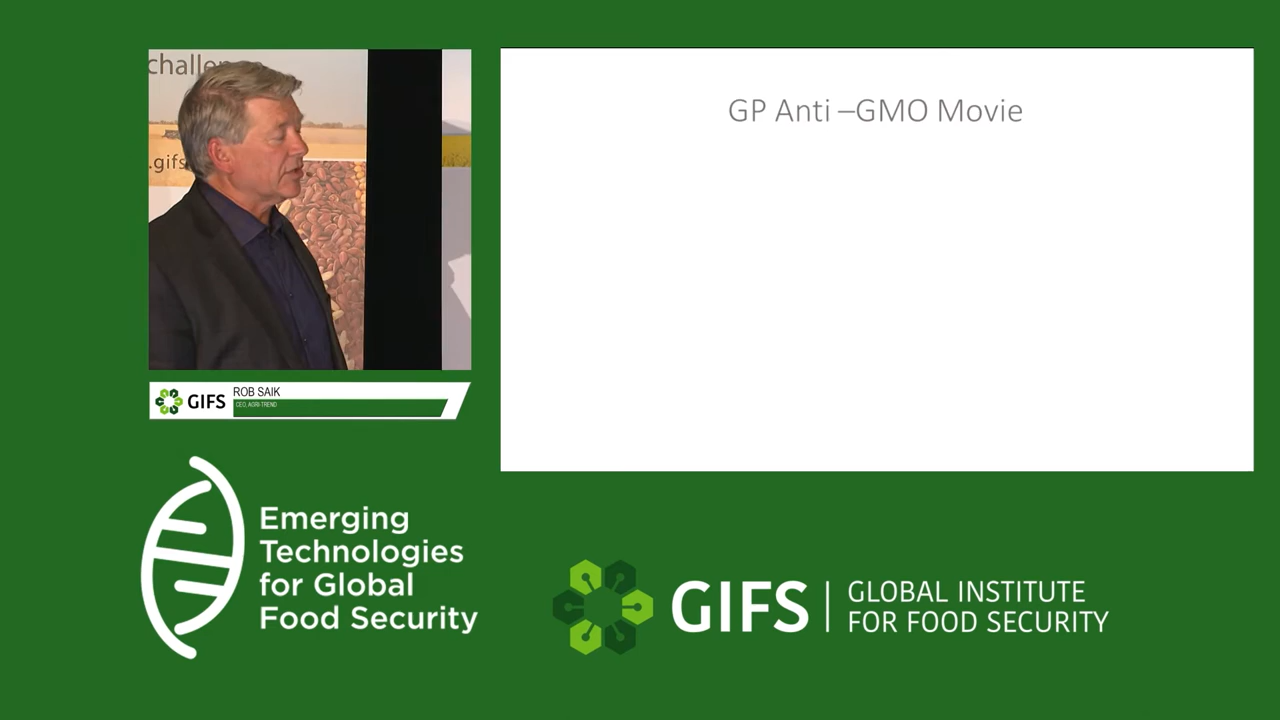 challen
.gifs
GP Anti –GMO Movie
GIFS
ROB SAIK
CEO, AGRI-TREND
Emerging
Technologies
for Global
Food Security
GIFS
GLOBAL INSTITUTE
FOR FOOD SECURITY